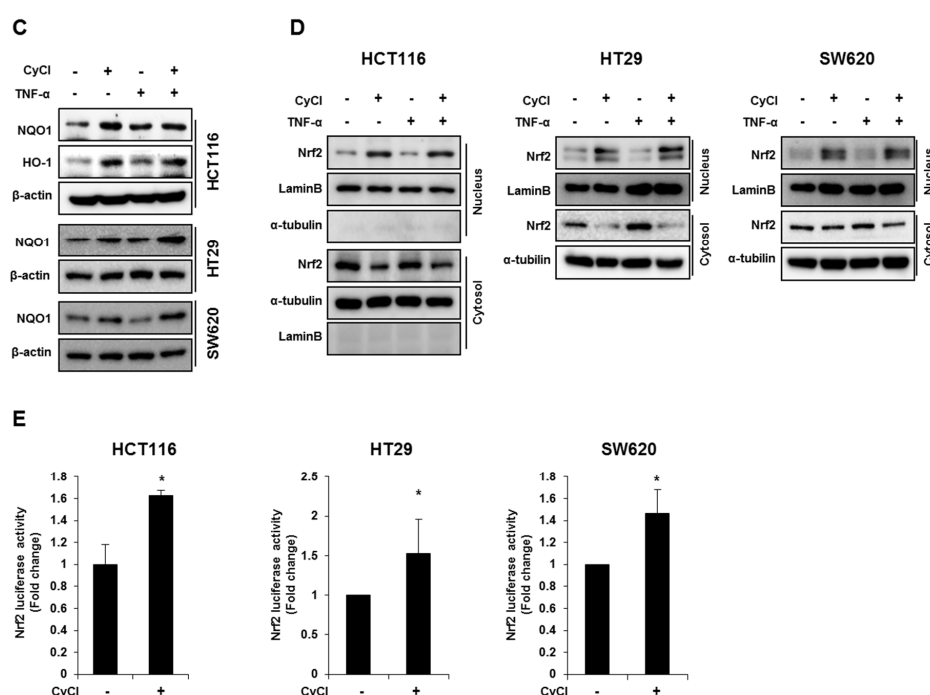 C
CyCl - + - +
TNF-α - - + +
NQO1
HO-1
β-actin
HCT116
NQO1
β-actin
HT29
NQO1
β-actin
SW620
D
HCT116
CyCl - + - +
TNF-α - - + +
Nrf2
LaminB
α-tubulin
Nucleus
Nrf2
α-tubulin
LaminB
Cytosol
HT29
CyCl - + - +
TNF-α - - + +
Nrf2
LaminB
Nucleus
Nrf2
α-tubilin
Cytosol
SW620
CyCl - + - +
TNF-α - - + +
Nrf2
LaminB
Nucleus
Nrf2
α-tubilin
Cytosol
E
HCT116
Nrf2 luciferase activity
(Fold change)
1.8
1.6
1.4
1.2
1
0.8
0.6
0.4
0.2
0
*
CyCl - +
HT29
Nrf2 luciferase activity
(Fold change)
2.5
2
1.5
1
0.5
0
*
CyCl - +
SW620
Nrf2 luciferase activity
(Fold change)
1.8
1.6
1.4
1.2
1
0.8
0.6
0.4
0.2
0
*
CyCl - +